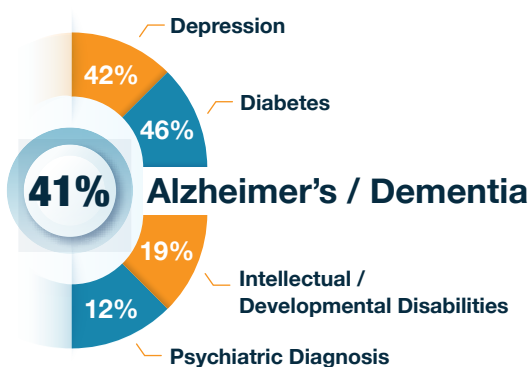 Depression
42%
Diabetes
46%
41% Alzheimer's / Dementia
19%
Intellectual /
Developmental Disabilities
12%
Psychiatric Diagnosis